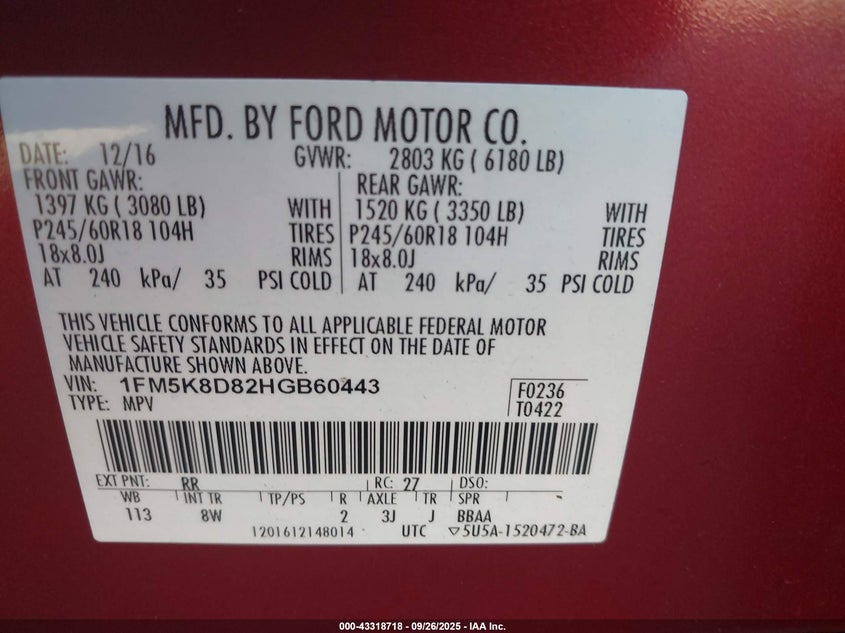 MFD. BY FORD MOTOR CO.
DATE: 12/16 GVWR: 2803 KG ( 6180 LB)
FRONT GAWR: REAR GAWR:
1397 KG ( 3080 LB) WITH 1520 KG ( 3350 LB) WITH
P245/60R18 104H TIRES P245/60R18 104H TIRES
18x8.0J RIMS 18x8.0J RIMS
AT 240 kPa/ 35 PSI COLD AT 240 kPa/ 35 PSI COLD
THIS VEHICLE CONFORMS TO ALL APPLICABLE FEDERAL MOTOR
VEHICLE SAFETY STANDARDS IN EFFECT ON THE DATE OF
MANUFACTURE SHOWN ABOVE.
VIN: 1FM5K8D82HGB60443 F0236
TYPE: MPV T0422
EXT PNT: RR RC: 27 DSO:
WB INT TR TP/PS R AXLE TR SPR
113 8W 2 3J J BBAA
1201612148014 UTC ▽5U5A-1520472-BA
000-43318718 - 09/26/2025 - IAA Inc.